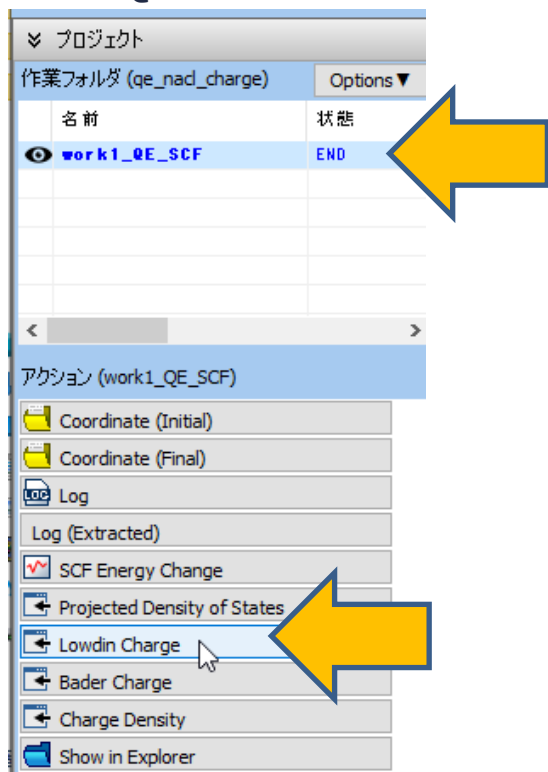 プロジェクト
作業フォルダ (qe_nacl_charge) Options▼
名前 状態
work1_QE_SCF END
アクション (work1_QE_SCF)
Coordinate (Initial)
Coordinate (Final)
LOG Log
Log (Extracted)
SCF Energy Change
Projected Density of States
Lowdin Charge
Bader Charge
Charge Density
Show in Explorer